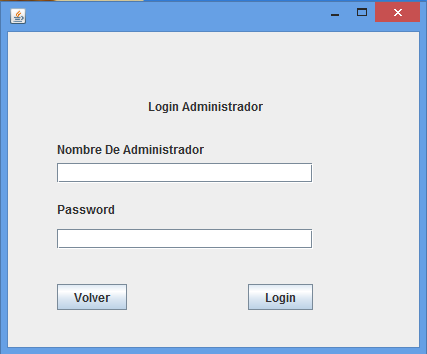 Login Administrador
Nombre De Administrador
Password
Volver
Login